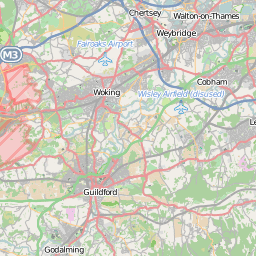 Chertsey
Walton-on-Thames
Weybridge
Fairoaks Airport
M3
Cobham
Woking
Wisley Airfield (disused)
Guildford
Godalming